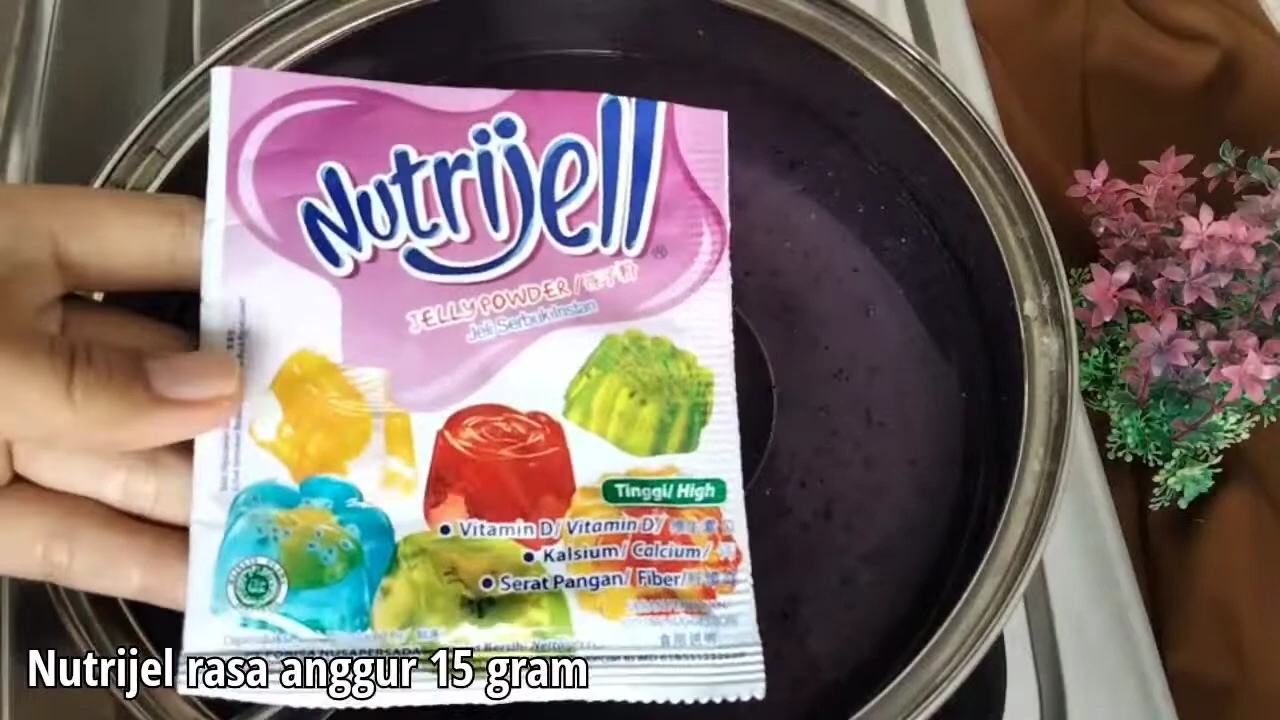 Nutrijell
JELLY POWDER /
Jeli Serbuk Instan
Tinggi/ High
• Vitamin D/ Vitamin D/
• Kalsium/ Calcium/
• Serat Pangan/ Fiber/
NUSAPERSADA
Nutrijel rasa anggur 15 gram